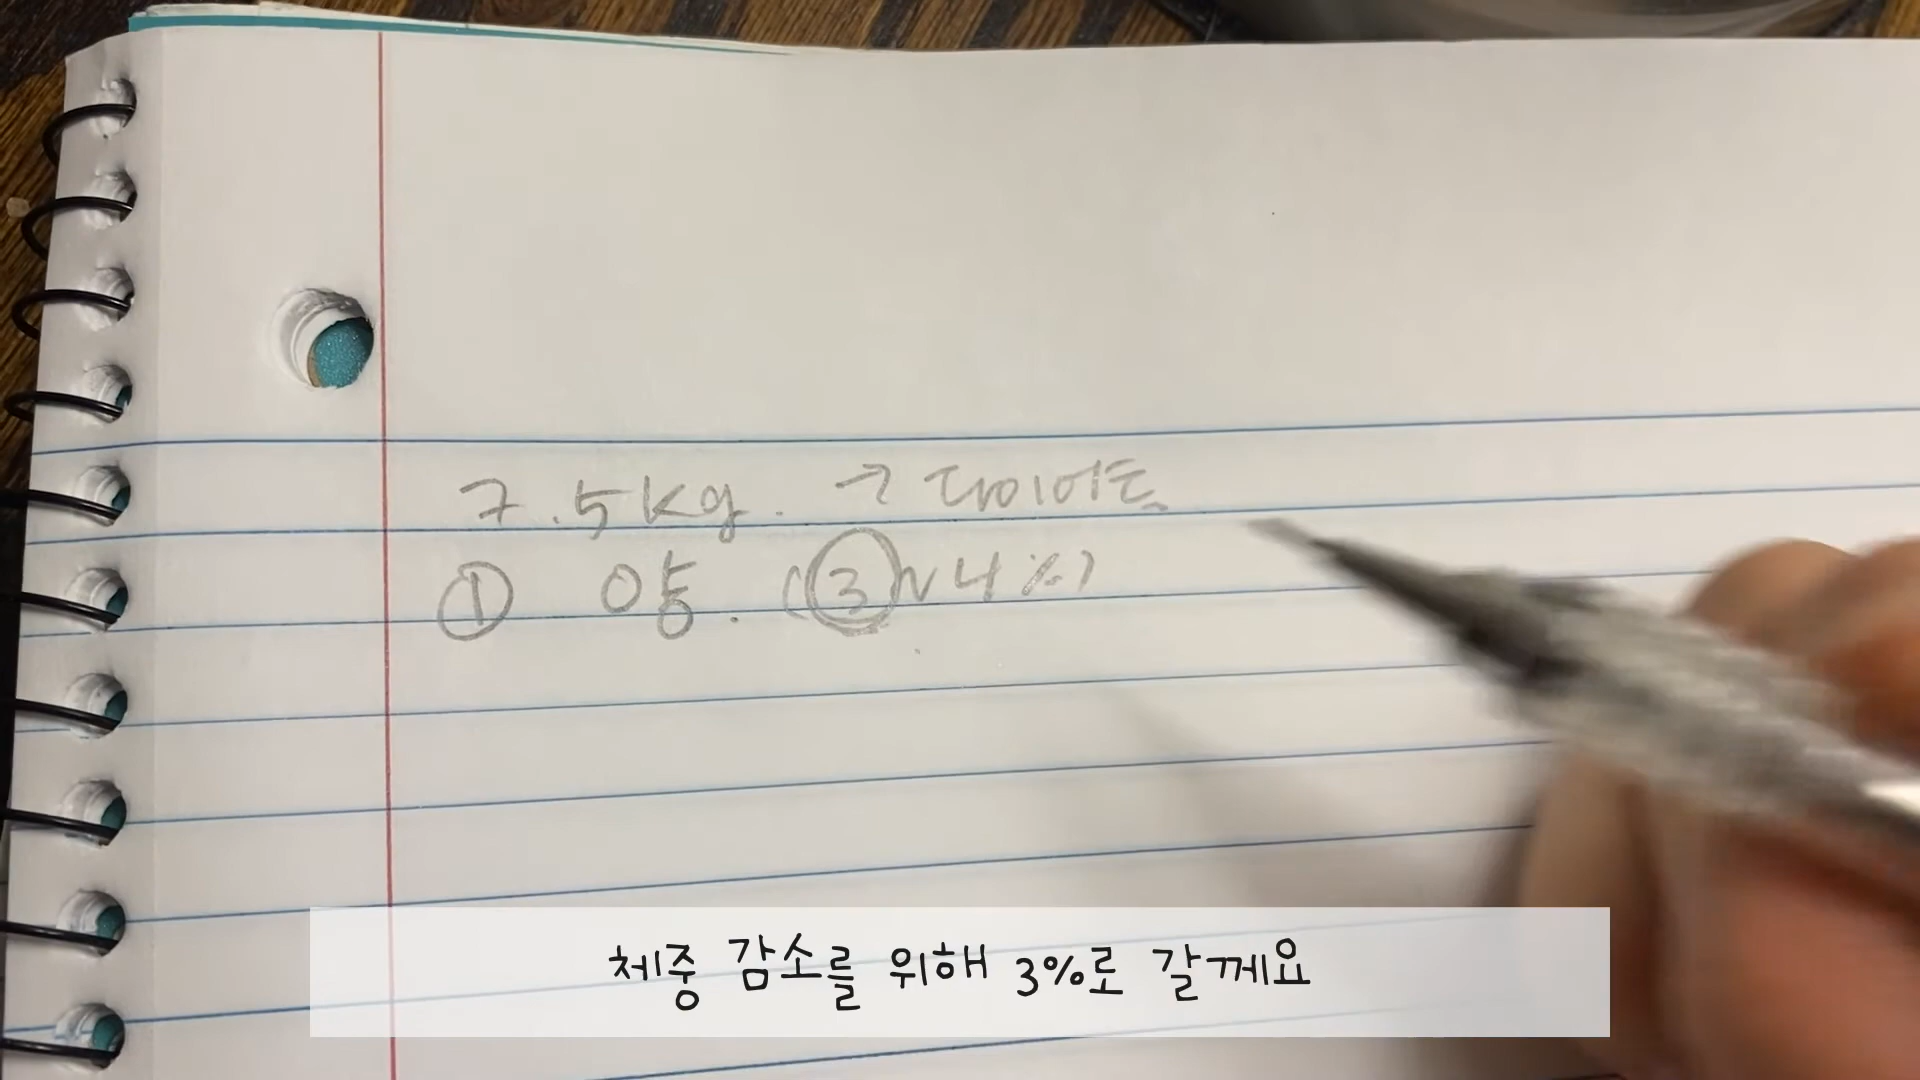 7.5kg. → 다이어트
① 양. (3~4%)
체중 감소를 위해 3%로 갈께요